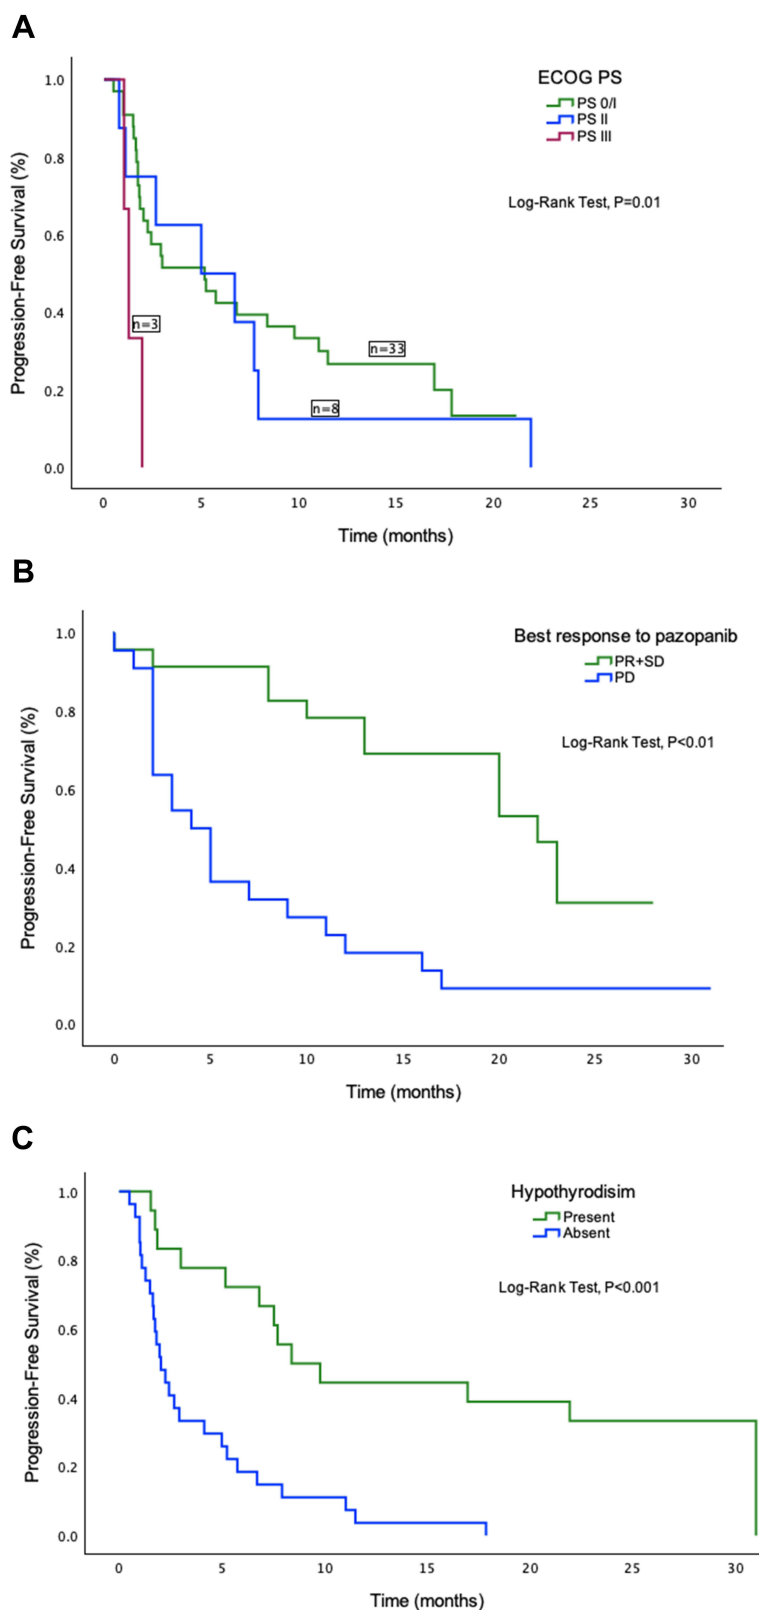 A
ECOG PS
PS 0/I
PS II
PS III
Log-Rank Test, P=0.01
Progression-Free Survival (%)
1.0
0.8
0.6
0.4
0.2
0.0
n=3
n=33
n=8
0 5 10 15 20 25 30
Time (months)
B
Best response to pazopanib
PR+SD
PD
Log-Rank Test, P<0.01
Progression-Free Survival (%)
1.0
0.8
0.6
0.4
0.2
0.0
0 5 10 15 20 25 30
Time (months)
C
Hypothyrodisim
Present
Absent
Log-Rank Test, P<0.001
Progression-Free Survival (%)
1.0
0.8
0.6
0.4
0.2
0.0
0 5 10 15 20 25 30
Time (months)